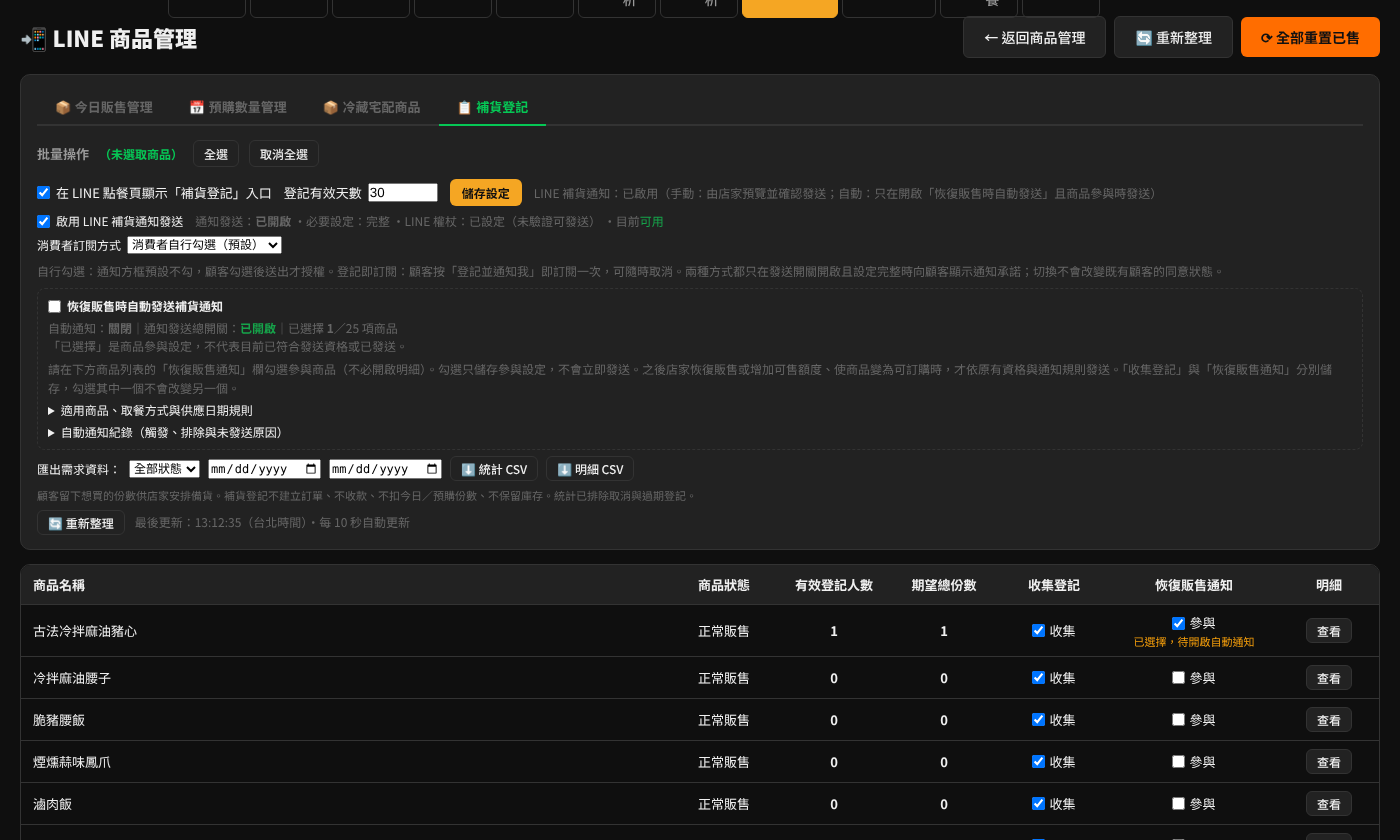 析
析
養
LINE 商品管理
← 返回商品管理
重新整理
⟳ 全部重置已售
今日販售管理
預購數量管理
冷藏宅配商品
補貨登記
批量操作 （未選取商品） 全選 取消全選
在 LINE 點餐頁顯示「補貨登記」入口 登記有效天數 30 儲存設定 LINE 補貨通知：已啟用（手動：由店家預覽並確認發送；自動：只在開啟「恢復販售時自動發送」且商品參與時發送）
啟用 LINE 補貨通知發送 通知發送：已開啟 ・必要設定：完整 ・LINE 權杖：已設定（未驗證可發送） ・目前可用
消費者訂閱方式 消費者自行勾選（預設）
自行勾選：通知方框預設不勾，顧客勾選後送出才授權。登記即訂閱：顧客按「登記並通知我」即訂閱一次，可隨時取消。兩種方式都只在發送開關開啟且設定完整時向顧客顯示通知承諾；切換不會改變既有顧客的同意狀態。
恢復販售時自動發送補貨通知
自動通知：關閉｜通知發送總開關：已開啟｜已選擇 1／25 項商品
「已選擇」是商品參與設定，不代表目前已符合發送資格或已發送。
請在下方商品列表的「恢復販售通知」欄勾選參與商品（不必開啟明細）。勾選只儲存參與設定，不會立即發送。之後店家恢復販售或增加可售額度、使商品變為可訂購時，才依原有資格與通知規則發送。「收集登記」與「恢復販售通知」分別儲
存，勾選其中一個不會改變另一個。
▶ 適用商品、取餐方式與供應日期規則
▶ 自動通知紀錄（觸發、排除與未發送原因）
匯出需求資料： 全部狀態 mm/dd/yyyy mm/dd/yyyy 統計 CSV 明細 CSV
顧客留下想買的份數供店家安排備貨。補貨登記不建立訂單、不收款、不扣今日／預購份數、不保留庫存。統計已排除取消與過期登記。
重新整理 最後更新：13:12:35（台北時間）・每 10 秒自動更新
商品名稱 商品狀態 有效登記人數 期望總份數 收集登記 恢復販售通知 明細
古法冷拌麻油豬心 正常販售 1 1 收集 參與 查看
已選擇，待開啟自動通知
冷拌麻油腰子 正常販售 0 0 收集 參與 查看
脆豬腰飯 正常販售 0 0 收集 參與 查看
煙燻蒜味鳳爪 正常販售 0 0 收集 參與 查看
滷肉飯 正常販售 0 0 收集 參與 查看